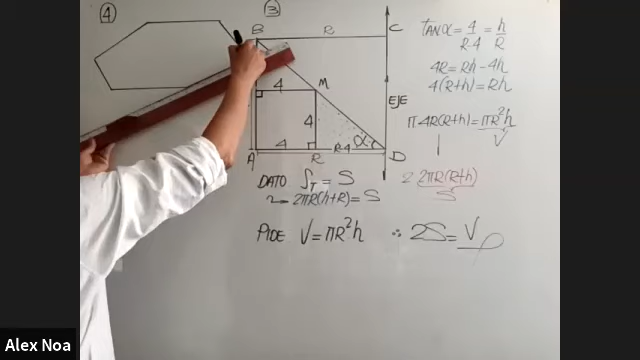 ④
③
B
R
C
4
M
EJE
4
4
α
A
R
R-4
D
TANα = 4/R-4 = h/R
4R = Rh - 4h
4(R+h) = Rh
π4R(R+h) = πR²h
V
2 2πR(R+h)
S
DATO S_T = S
2πR(h+R) = S
PIDE V = πR²h ∴ 2S = V
Alex Noa